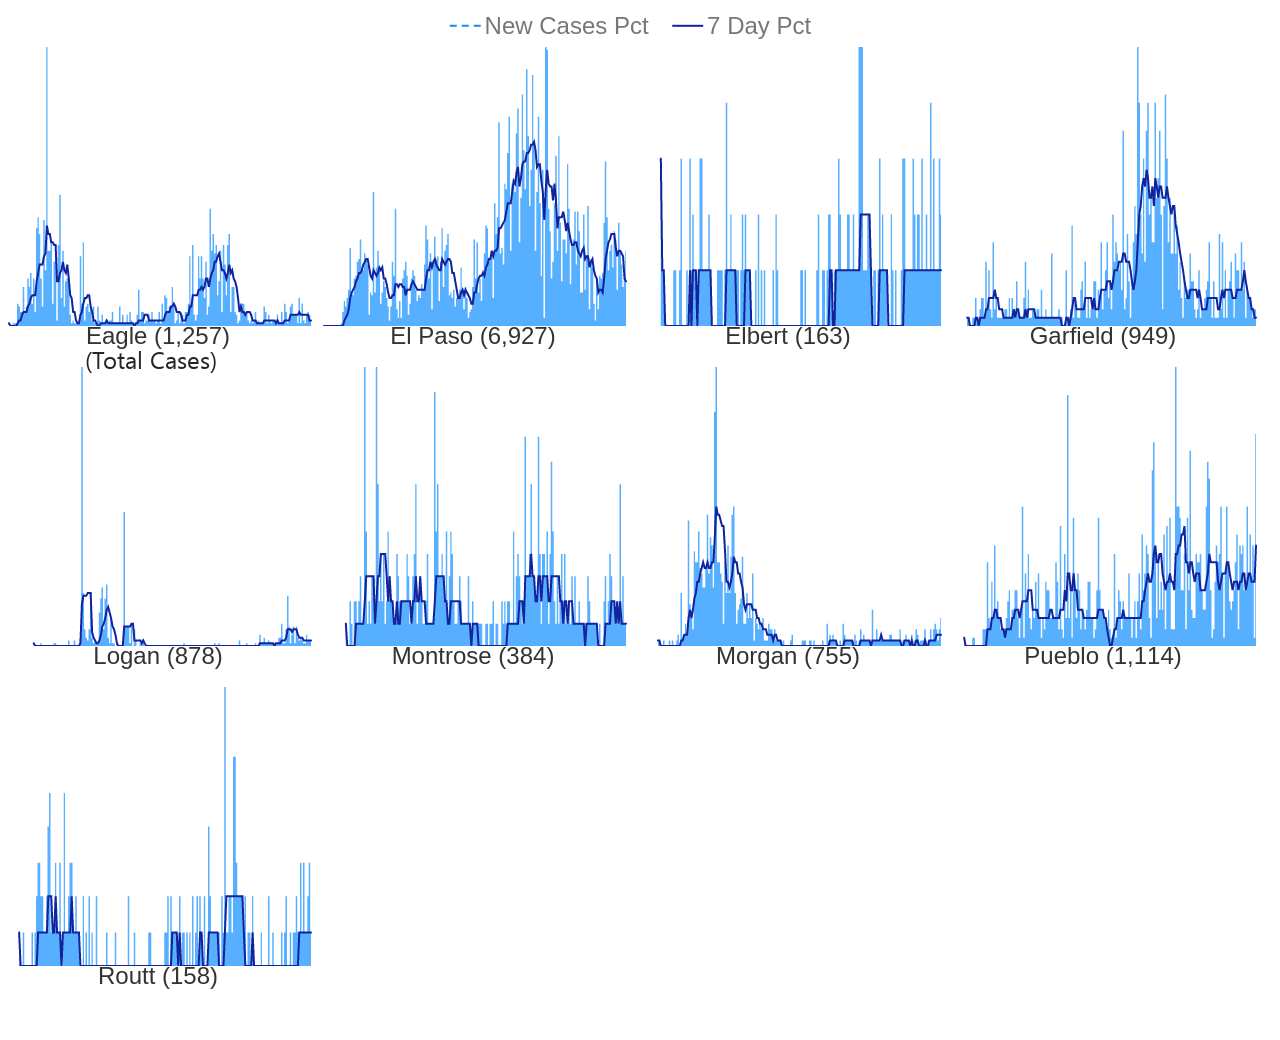 New Cases Pct 7 Day Pct
Eagle (1,257)
(Total Cases)
El Paso (6,927)
Elbert (163)
Garfield (949)
Logan (878)
Montrose (384)
Morgan (755)
Pueblo (1,114)
Routt (158)